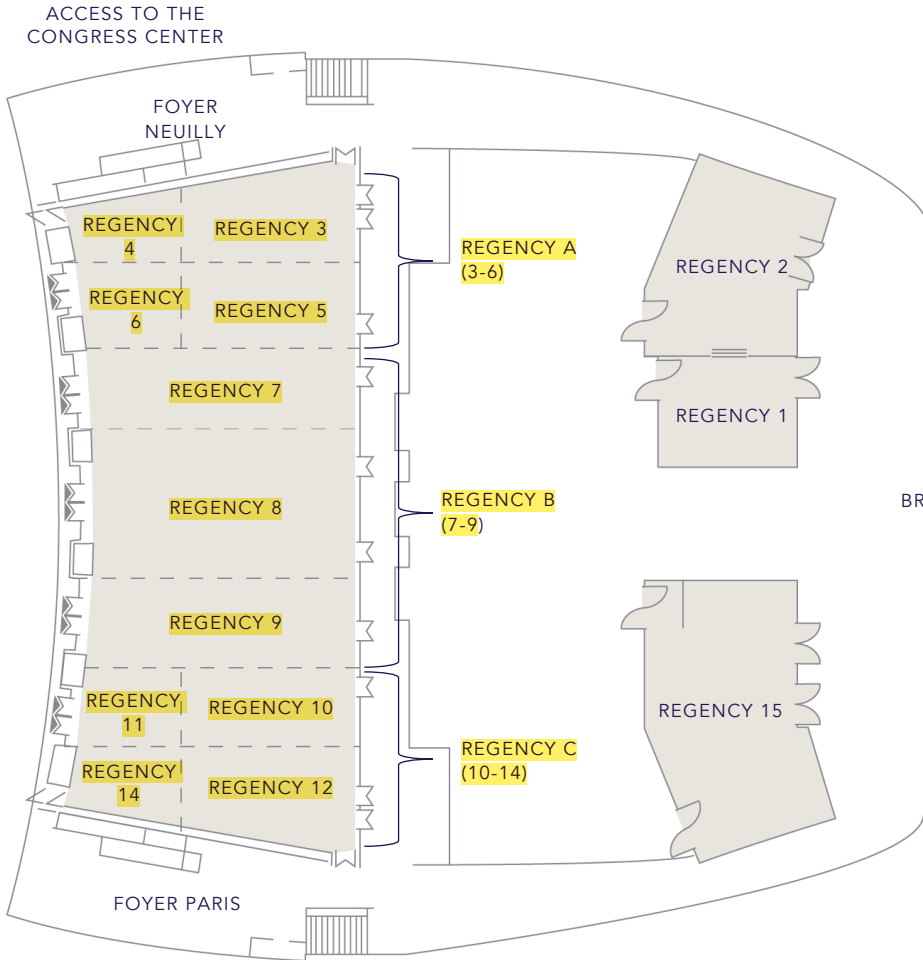 ACCESS TO THE
CONGRESS CENTER
FOYER
NEUILLY
REGENCY
4
REGENCY 3
REGENCY A
(3-6)
REGENCY 2
REGENCY
6
REGENCY 5
REGENCY 7
REGENCY 1
REGENCY 8
REGENCY B
(7-9)
BR
REGENCY 9
REGENCY
11
REGENCY 10
REGENCY 15
REGENCY C
(10-14)
REGENCY
14
REGENCY 12
FOYER PARIS